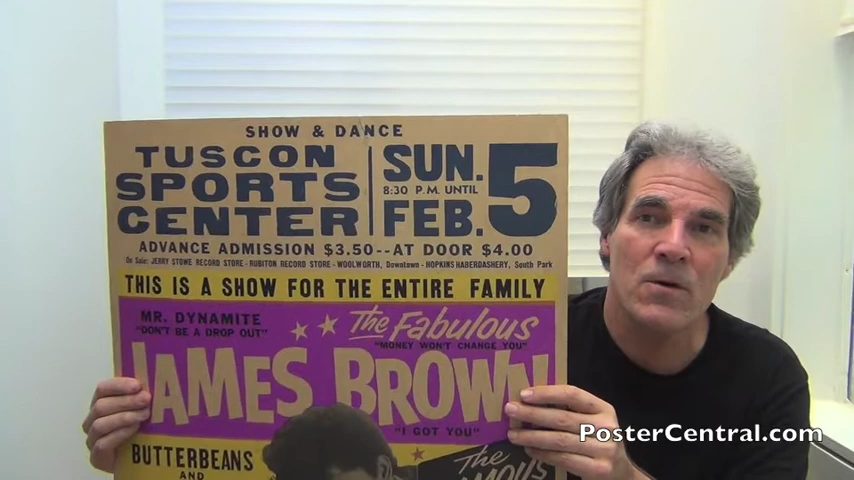 SHOW & DANCE
TUSCON
SPORTS
CENTER
SUN.
8:30 P.M. UNTIL
FEB.
5
ADVANCE ADMISSION $3.50--AT DOOR $4.00
On Sale: JERRY STOWE RECORD STORE - RUBITON RECORD STORE - WOOLWORTH, Downtown - HOPKINS HABERDASHERY, South Park
THIS IS A SHOW FOR THE ENTIRE FAMILY
MR. DYNAMITE
"DON'T BE A DROP OUT"
The Fabulous
"MONEY WON'T CHANGE YOU"
JAMES BROWN
"I GOT YOU"
BUTTERBEANS
AND
The
PosterCentral.com